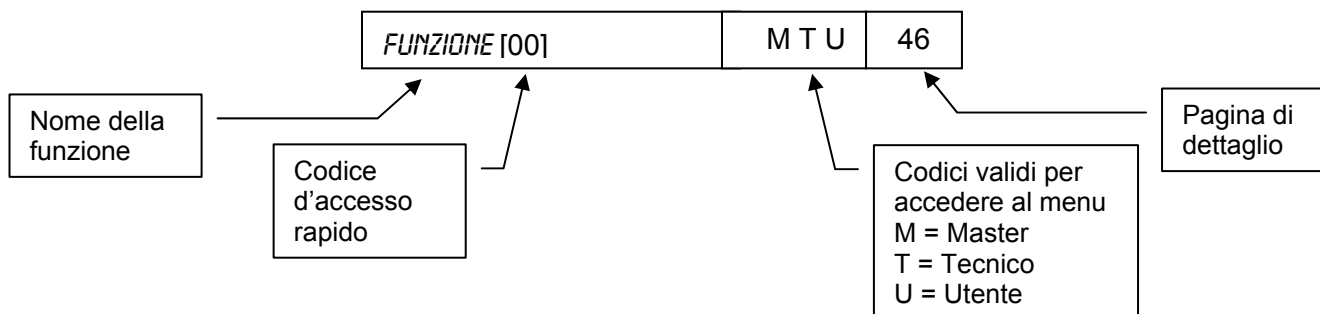 FUNZIONE [00] M T U 46
Nome della
funzione
Codice
d'accesso
rapido
Codici validi per
accedere al menu
M = Master
T = Tecnico
U = Utente
Pagina di
dettaglio